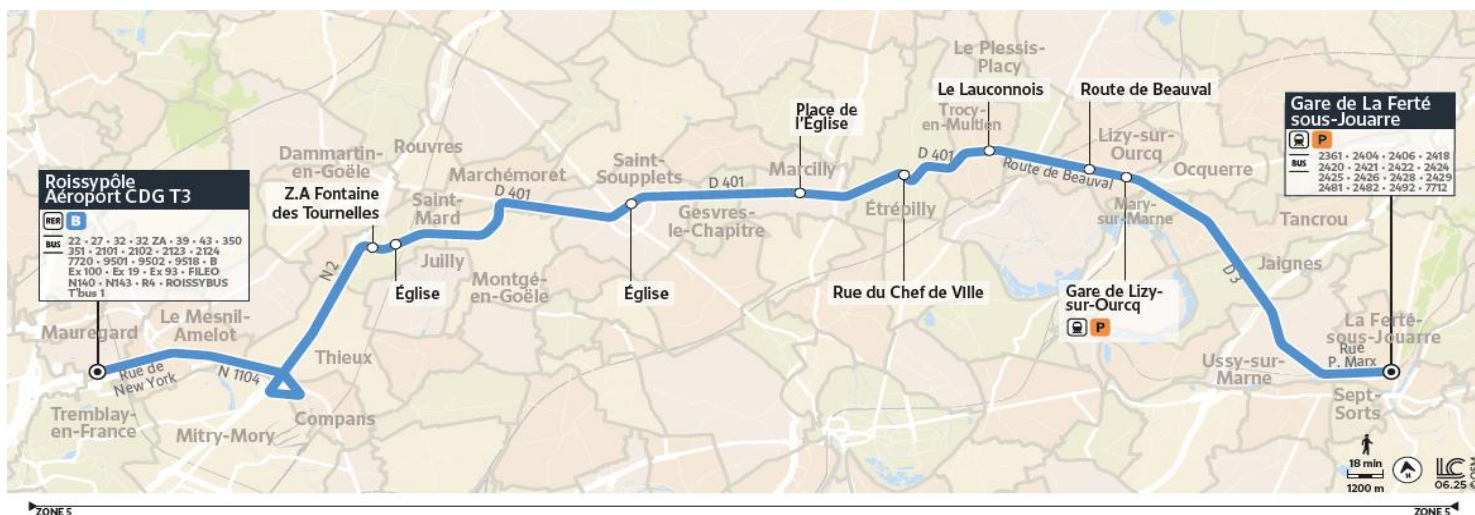 Roissypôle
Aéroport CDG T3
RER B
BUS 22 • 27 • 32 • 32 ZA • 39 • 43 • 350
351 • 2101 • 2102 • 2123 • 2124
7720 • 9501 • 9502 • 9518 • B
Ex 100 • Ex 19 • Ex 93 • FILEO
N140 • N143 • R4 • ROISSYBUS
T'bus 1
Mauregard
Le Mesnil-
Amelot
Rue de
New York
N 1104
Tremblay-
en-France
Mitry-Mory
Compans
Thieux
N 2
Dammartin-
en-Goële
Rouvres
Z.A Fontaine
des Tournelles
Saint-
Mard
Juilly
Église
Marchémoret
D 401
Montgé-
en-Goële
Saint-
Soupplets
Église
D 401
Gesvres-
le-Chapitre
Place de
l'Église
Marcilly
Étrépilly
Rue du Chef de VIlle
D 401
Le Plessis-
Placy
Le Lauconnois
Trocy-
en-Multien
Route de Beauval
Route de Beauval
Lizy-sur-
Ourcq
Mary-
sur-Marne
Gare de Lizy-
sur-Ourcq
P
Ocquerre
Tancrou
Jaignes
D 3
Gare de La Ferté
sous-Jouarre
P
BUS 2361 • 2404 • 2406 • 2418
2420 • 2421 • 2422 • 2424
2425 • 2426 • 2428 • 2429
2481 • 2482 • 2492 • 7712
La Ferté-
sous-Jouarre
Rue
P. Marx
Ussy-sur-
Marne
Sept-
Sorts
18 min
1200 m
N
LC
06.25
© OSM
ZONE 5
ZONE 5